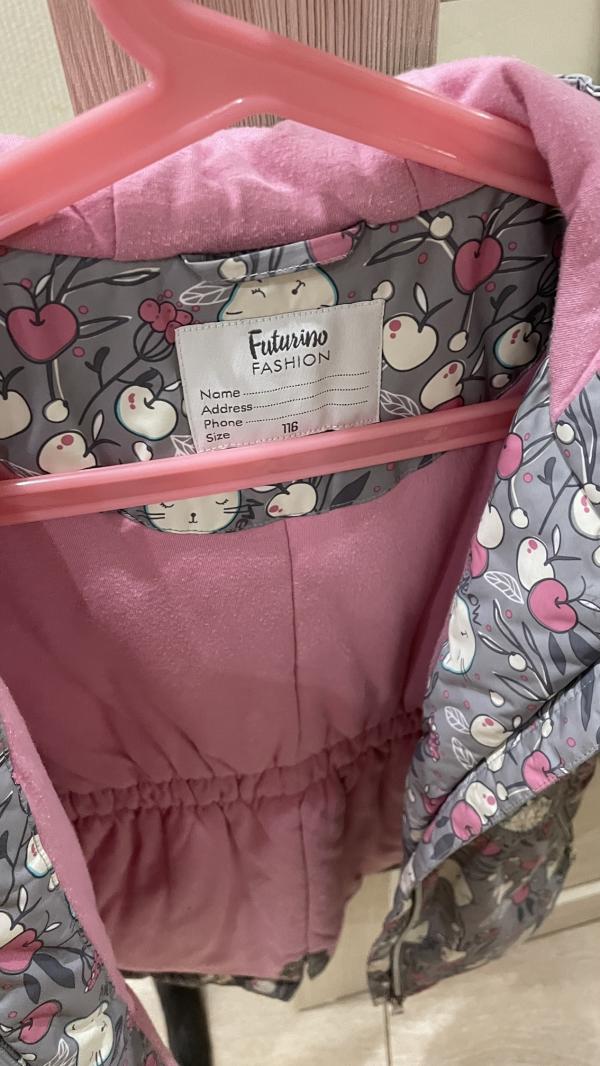 Futurino
FASHION
Name
Address
Phone
Size 116